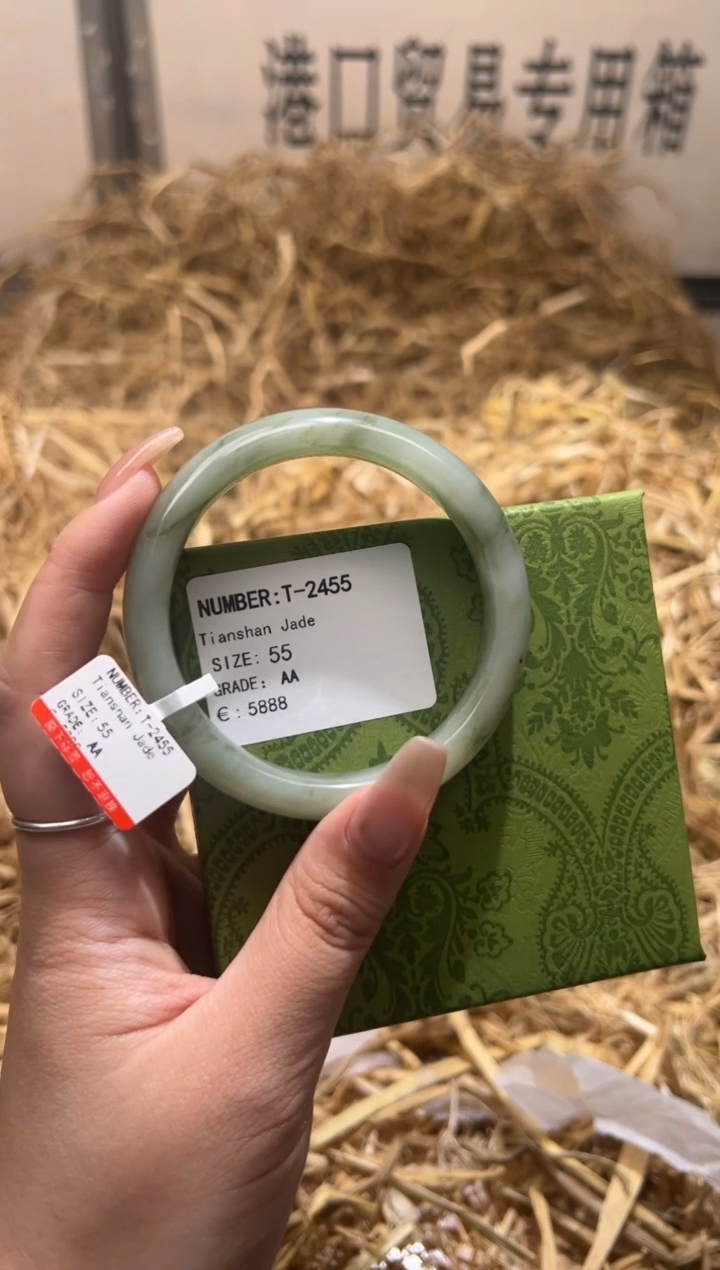 港口贸易专用箱
NUMBER:T-2455
Tianshan Jade
SIZE: 55
GRADE: AA
€: 5888
NUMBER:T-2455
Tianshan Jade
SIZE: 55
GRADE: AA